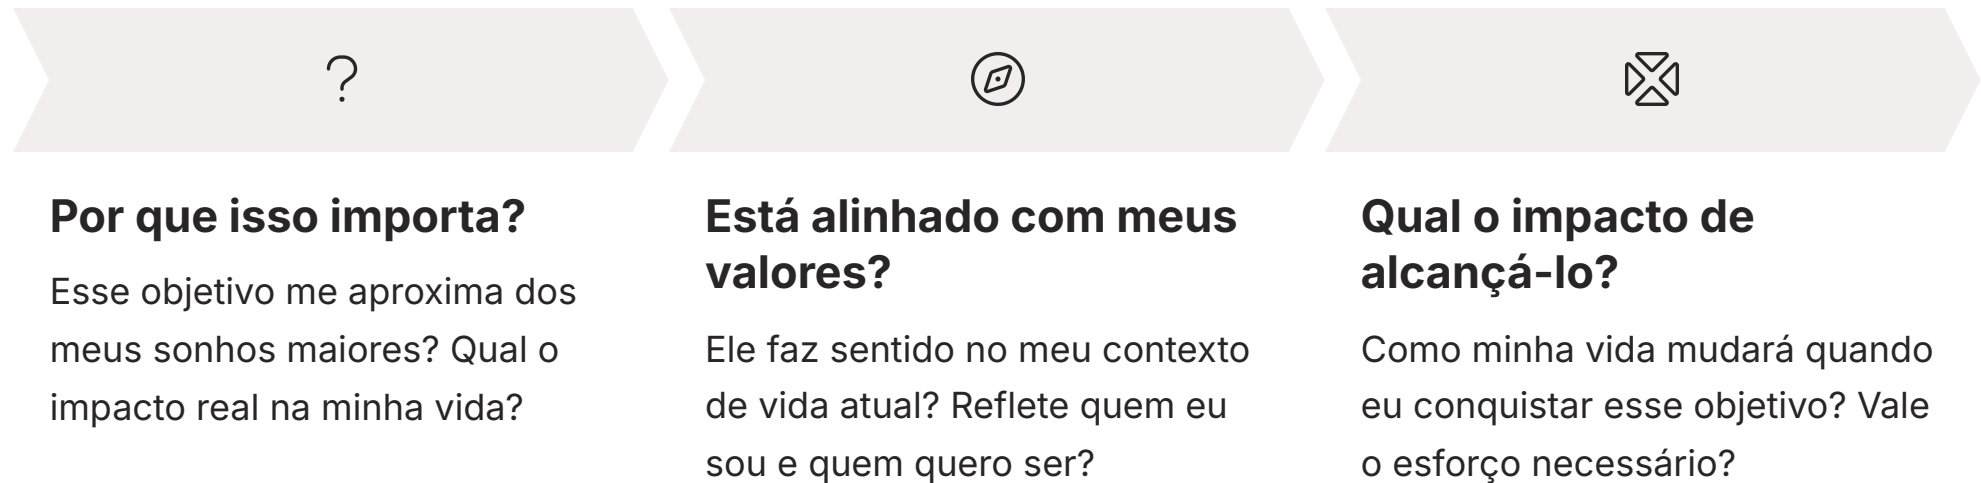 ?
Por que isso importa?
Esse objetivo me aproxima dos
meus sonhos maiores? Qual o
impacto real na minha vida?
Está alinhado com meus
valores?
Ele faz sentido no meu contexto
de vida atual? Reflete quem eu
sou e quem quero ser?
Qual o impacto de
alcançá-lo?
Como minha vida mudará quando
eu conquistar esse objetivo? Vale
o esforço necessário?